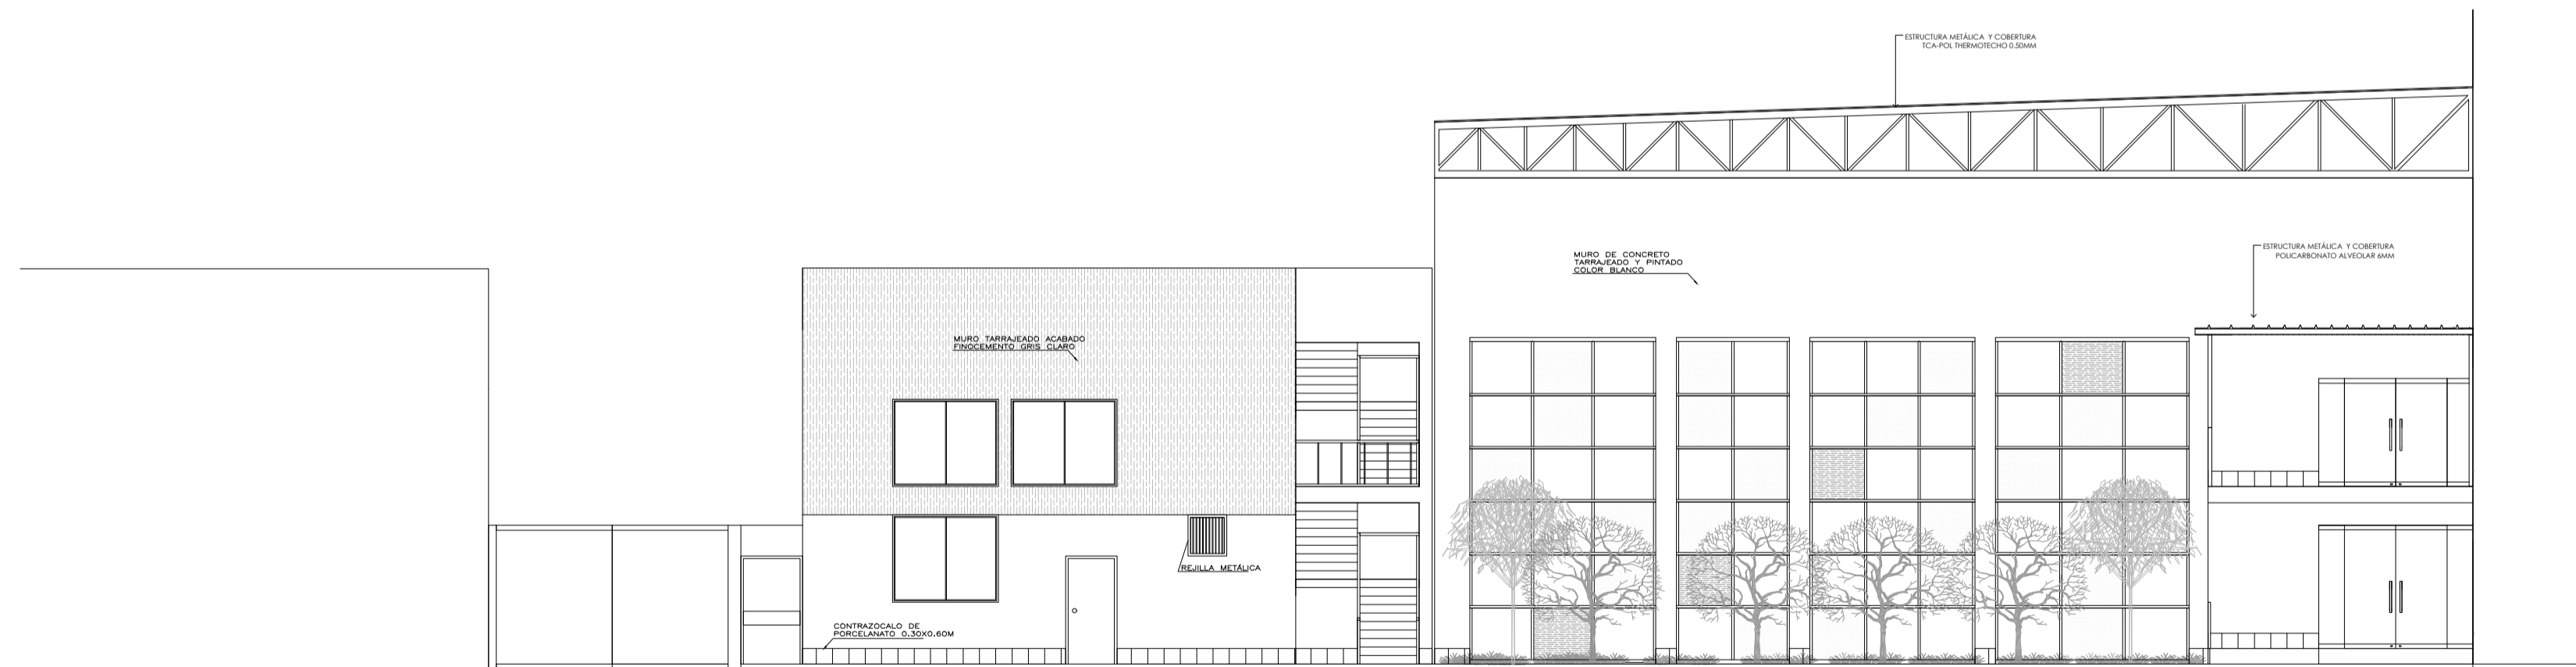 ESTRUCTURA METÁLICA Y COBERTURA
TCA-POL THERMOTECHO 0.50MM
ESTRUCTURA METÁLICA Y COBERTURA
POLICARBONATO ALVEOLAR 6MM
MURO DE CONCRETO
TARRAJEADO Y PINTADO
COLOR BLANCO
MURO TARRAJEADO ACABADO
FINOCEMENTO GRIS CLARO
REJILLA METÁLICA
CONTRAZOCALO DE
PORCELANATO 0.30X0.60M